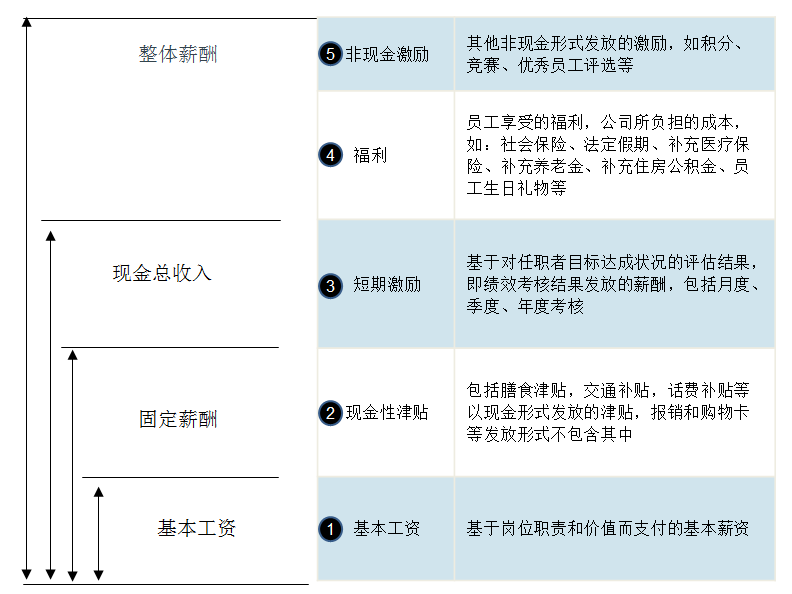 整体薪酬
5 非现金激励
其他非现金形式发放的激励，如积分、
竞赛、优秀员工评选等
4 福利
员工享受的福利，公司所负担的成本，
如：社会保险、法定假期、补充医疗保
险、补充养老金、补充住房公积金、员
工生日礼物等
现金总收入
3 短期激励
基于对任职者目标达成状况的评估结果，
即绩效考核结果发放的薪酬，包括月度、
季度、年度考核
固定薪酬
2 现金性津贴
包括膳食津贴，交通补贴，话费补贴等
以现金形式发放的津贴，报销和购物卡
等发放形式不包含其中
基本工资
1 基本工资
基于岗位职责和价值而支付的基本薪资